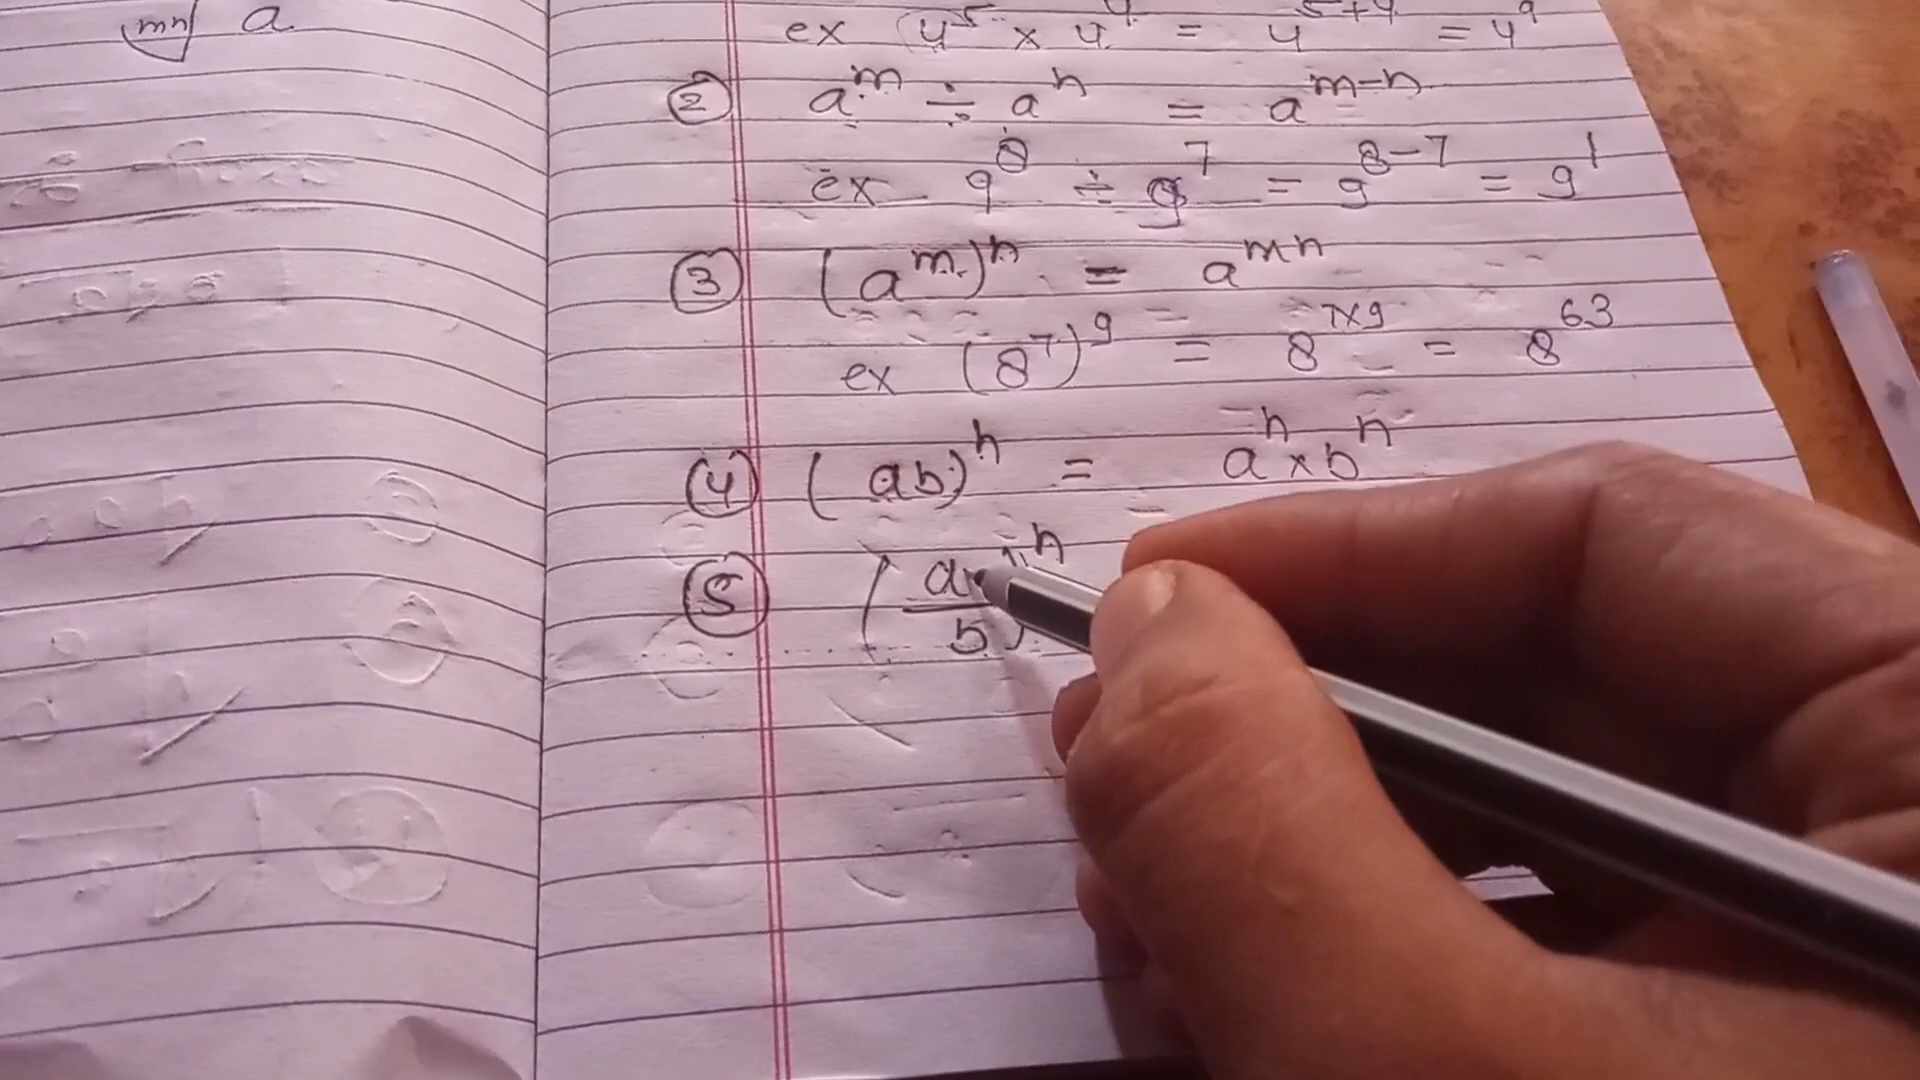 mn a
ex 4⁵ × 4⁴ = 4⁵⁺⁴ = 4⁹
② aᵐ ÷ aⁿ = aᵐ⁻ⁿ
ex 9⁸ ÷ 9⁷ = 9⁸⁻⁷ = 9¹
③ (aᵐ)ⁿ = aᵐⁿ
ex (8⁷)⁹ = 8⁷ˣ⁹ = 8⁶³
④ (ab)ⁿ = aⁿ × bⁿ
⑤ (a/b)ⁿ